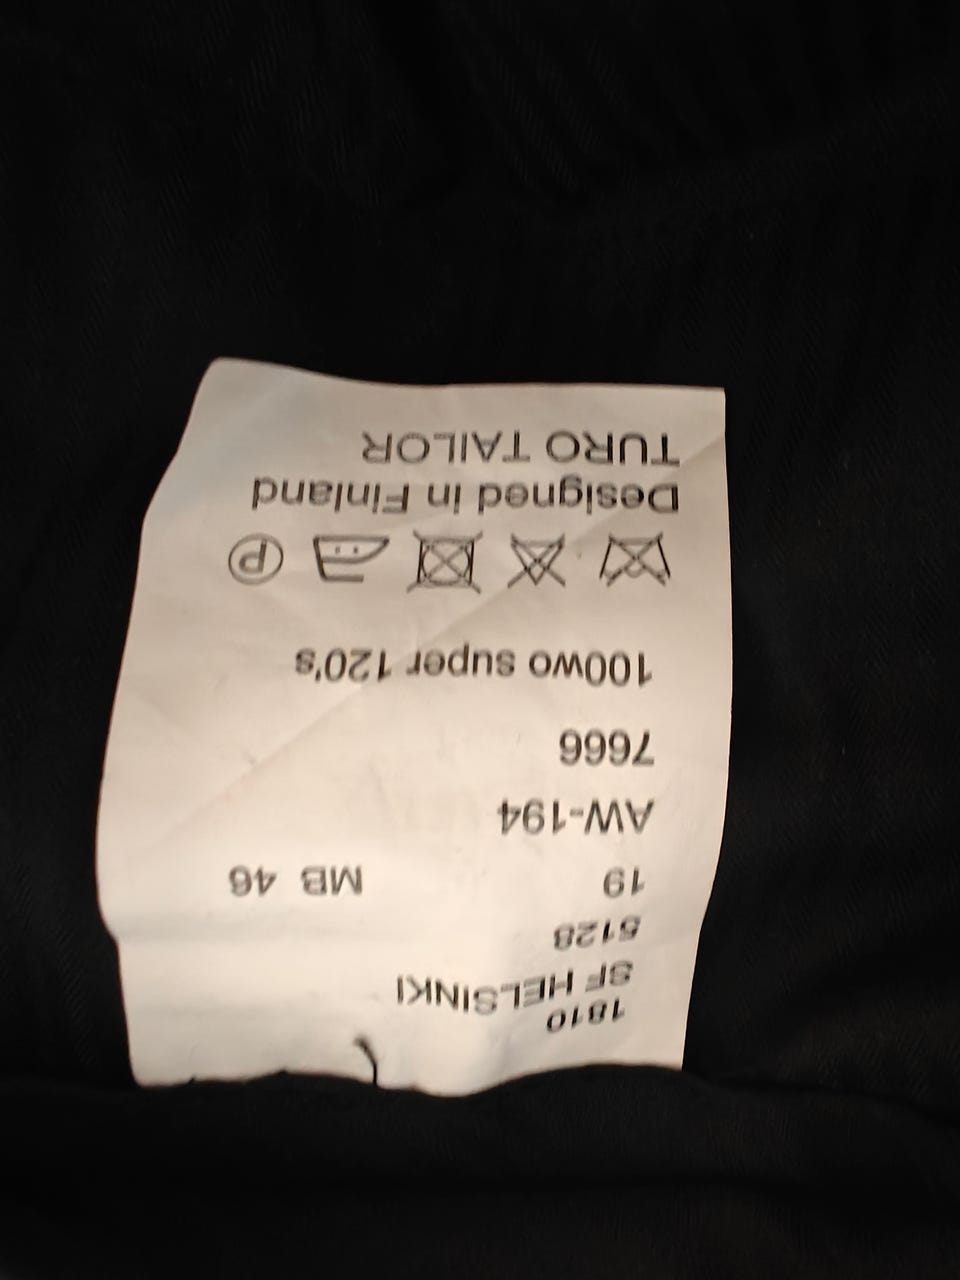 1810
SF HELSINKI
5128
19 MB 46
AW-194
7666
100wo super 120's
P
Designed in Finland
TURO TAILOR